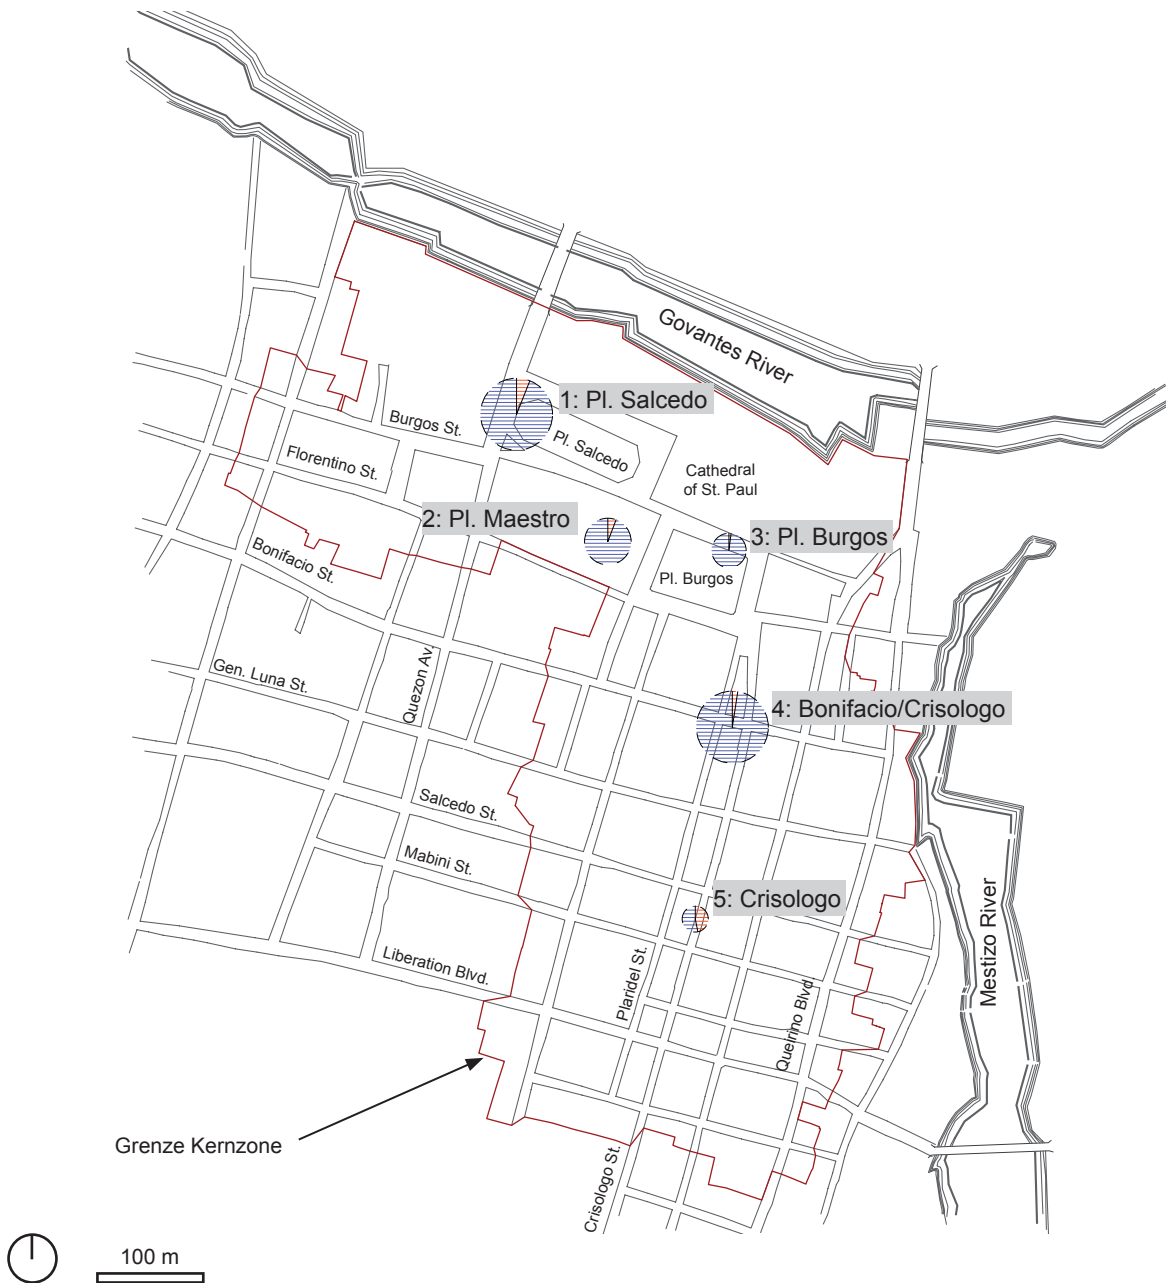 Govantes River
1: Pl. Salcedo
Burgos St.
Pl. Salcedo
Florentino St.
Cathedral
of St. Paul
2: Pl. Maestro
3: Pl. Burgos
Bonifacio St.
Pl. Burgos
Gen. Luna St.
Quezon Av.
4: Bonifacio/Crisologo
Salcedo St.
Mabini St.
5: Crisologo
Mestizo River
Liberation Blvd.
Plaridel St.
Queirino Blvd
Grenze Kernzone
Crisologo St.
100 m